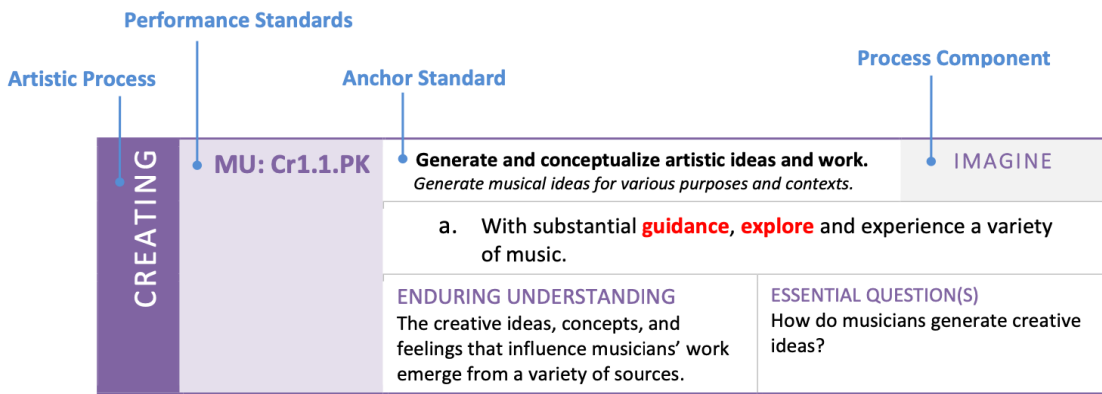 Performance Standards
Artistic Process
Anchor Standard
Process Component
CREATING
MU: Cr1.1.PK
Generate and conceptualize artistic ideas and work.
Generate musical ideas for various purposes and contexts.
IMAGINE
a. With substantial guidance, explore and experience a variety
of music.
ENDURING UNDERSTANDING
The creative ideas, concepts, and
feelings that influence musicians’ work
emerge from a variety of sources.
ESSENTIAL QUESTION(S)
How do musicians generate creative
ideas?